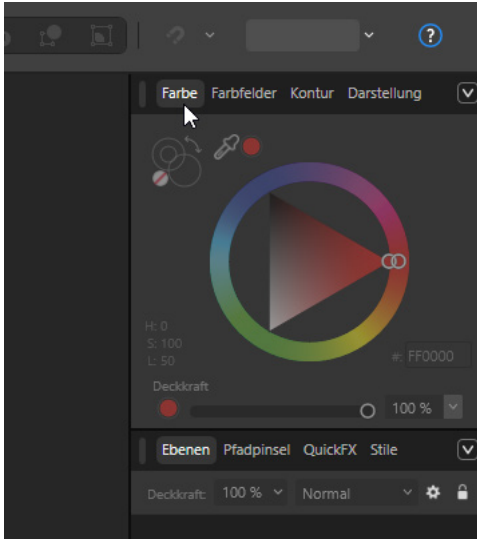 ?
Farbe Farbfelder Kontur Darstellung
H: 0
S: 100
L: 50
#: FF0000
Deckkraft
100 %
Ebenen Pfadpinsel QuickFX Stile
Deckkraft: 100 % Normal